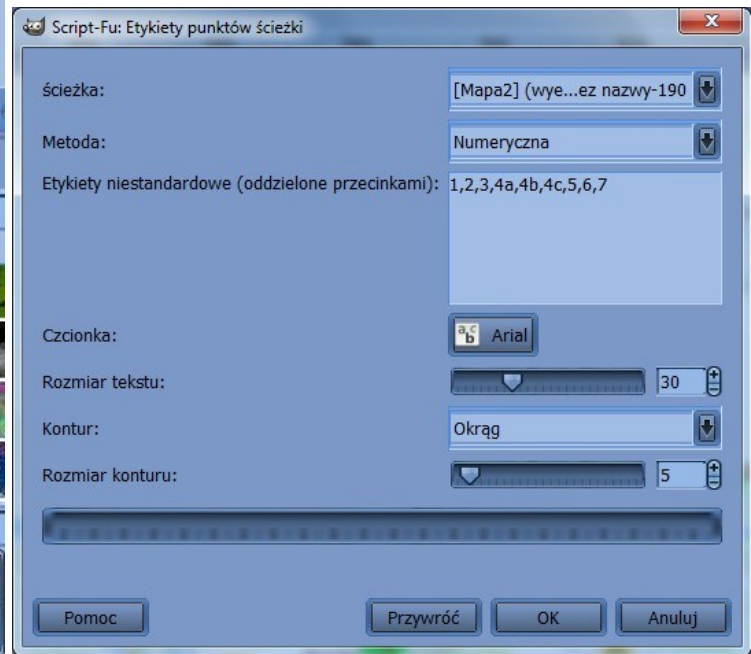 Script-Fu: Etykiety punktów ścieżki
ścieżka: [Mapa2] (wye...ez nazwy-190
Metoda: Numeryczna
Etykiety niestandardowe (oddzielone przecinkami): 1,2,3,4a,4b,4c,5,6,7
Czcionka: abc Arial
Rozmiar tekstu: 30
Kontur: Okrąg
Rozmiar konturu: 5
Pomoc Przywróć OK Anuluj